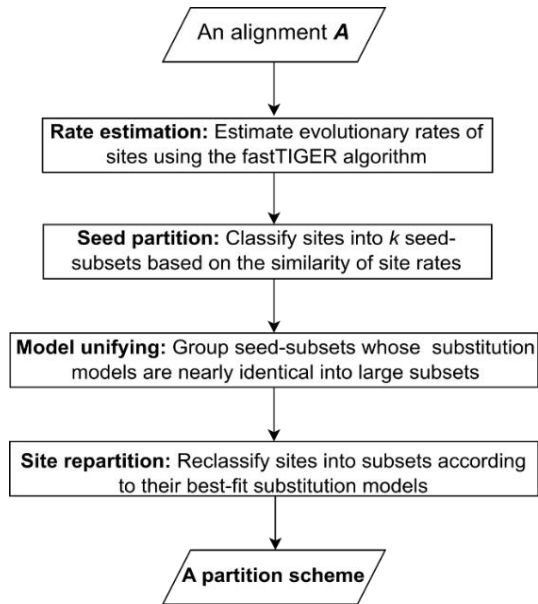 An alignment A
Rate estimation: Estimate evolutionary rates of
sites using the fastTIGER algorithm
Seed partition: Classify sites into k seed-
subsets based on the similarity of site rates
Model unifying: Group seed-subsets whose substitution
models are nearly identical into large subsets
Site repartition: Reclassify sites into subsets according
to their best-fit substitution models
A partition scheme